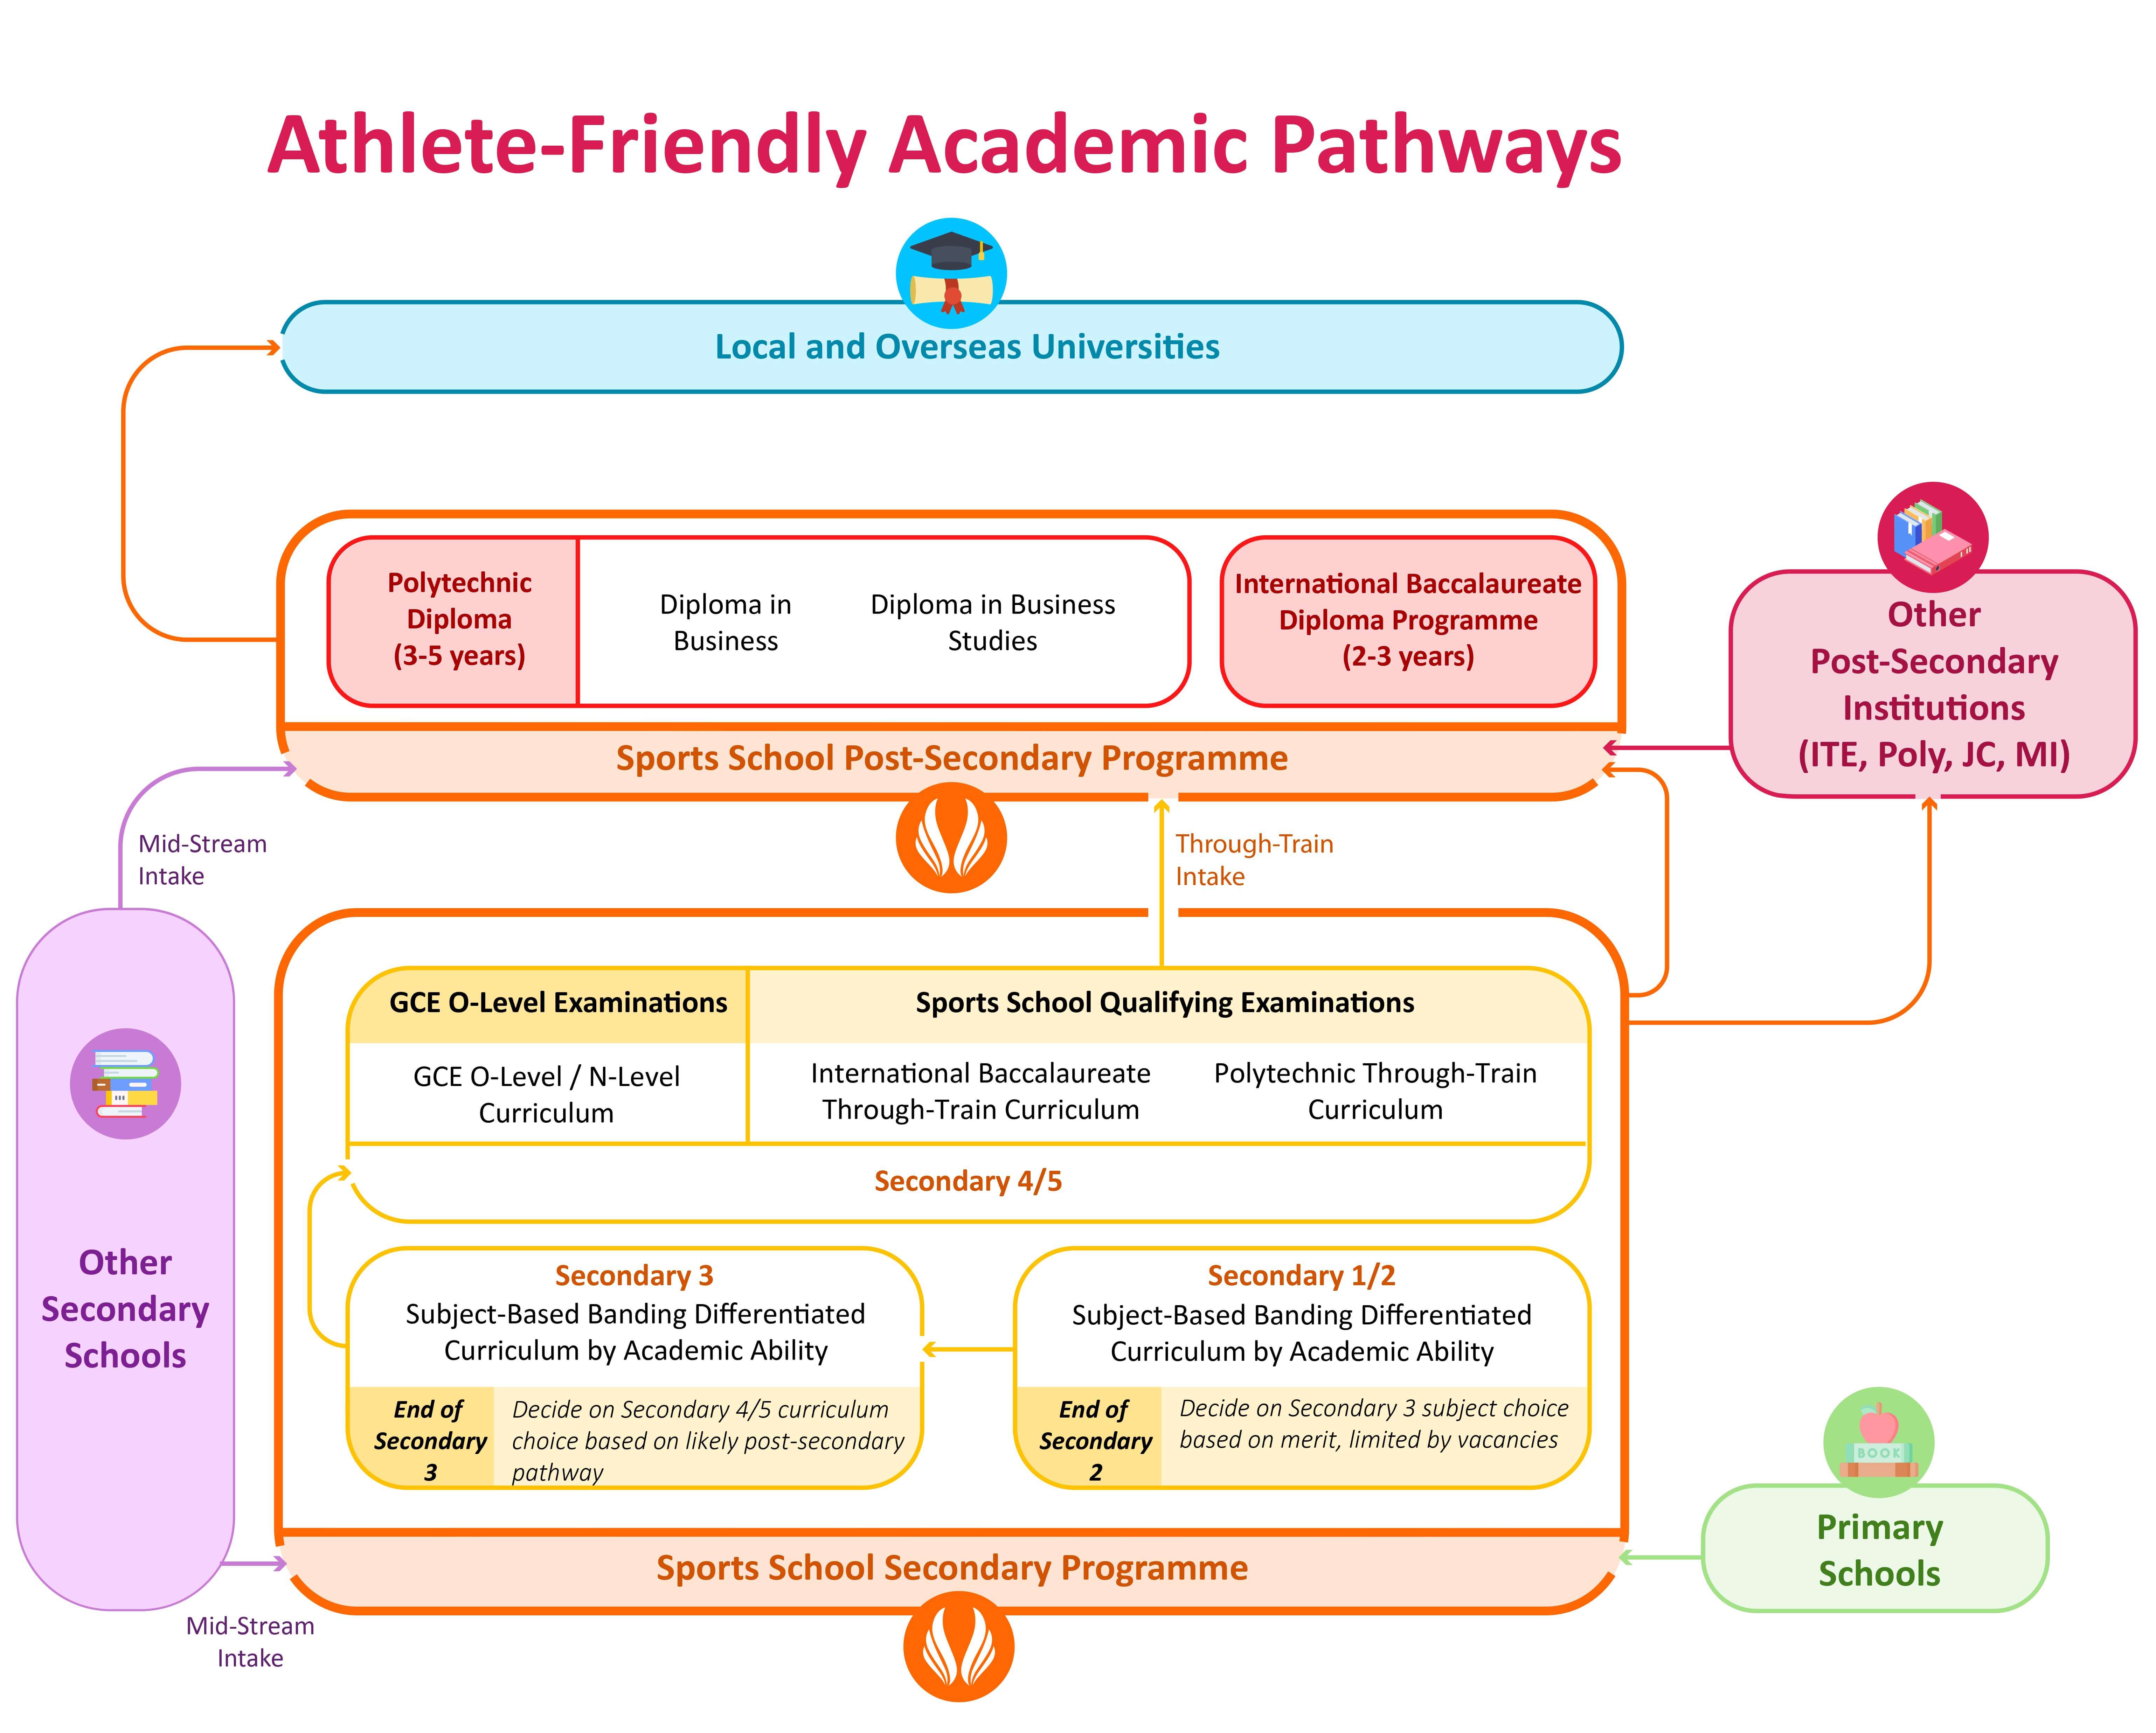 Athlete-Friendly Academic Pathways
Local and Overseas Universities
Polytechnic
Diploma
(3-5 years)
Diploma in
Business
Diploma in Business
Studies
International Baccalaureate
Diploma Programme
(2-3 years)
Sports School Post-Secondary Programme
Other
Post-Secondary
Institutions
(ITE, Poly, JC, MI)
Mid-Stream
Intake
Through-Train
Intake
GCE O-Level Examinations
Sports School Qualifying Examinations
GCE O-Level / N-Level
Curriculum
International Baccalaureate
Through-Train Curriculum
Polytechnic Through-Train
Curriculum
Secondary 4/5
Other
Secondary
Schools
Secondary 3
Subject-Based Banding Differentiated
Curriculum by Academic Ability
End of
Secondary
3
Decide on Secondary 4/5 curriculum
choice based on likely post-secondary
pathway
Secondary 1/2
Subject-Based Banding Differentiated
Curriculum by Academic Ability
End of
Secondary
2
Decide on Secondary 3 subject choice
based on merit, limited by vacancies
BOOK
Primary
Schools
Sports School Secondary Programme
Mid-Stream
Intake